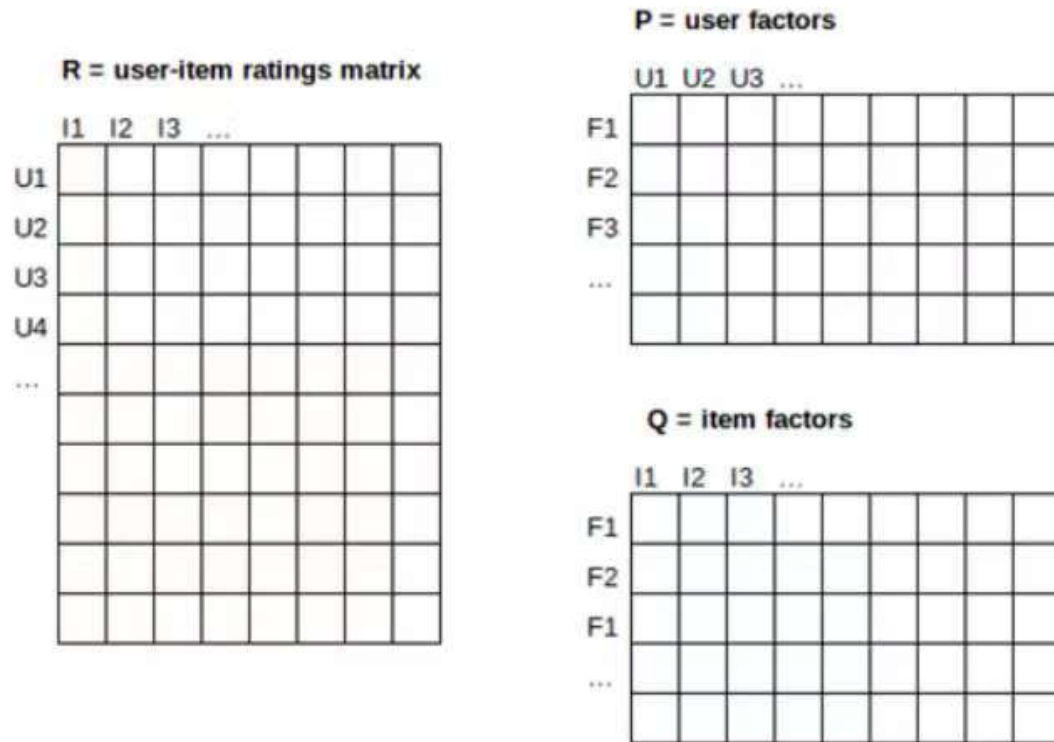 R = user-item ratings matrix
I1 I2 I3 ...
U1
U2
U3
U4
...
P = user factors
U1 U2 U3 ...
F1
F2
F3
...
Q = item factors
I1 I2 I3 ...
F1
F2
F1
...